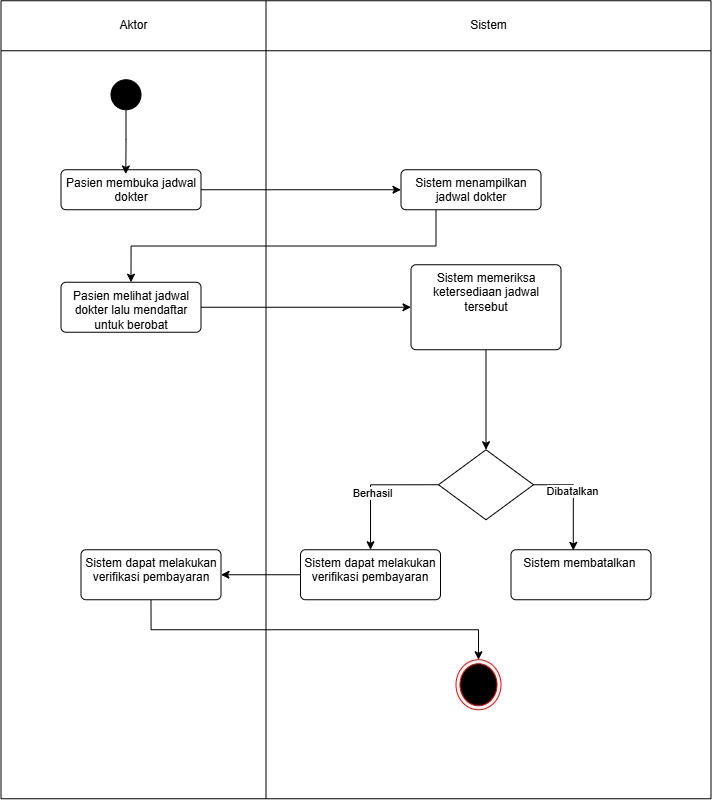 Aktor
Sistem
Pasien membuka jadwal
dokter
Sistem menampilkan
jadwal dokter
Pasien melihat jadwal
dokter lalu mendaftar
untuk berobat
Sistem memeriksa
ketersediaan jadwal
tersebut
Berhasil
Dibatalkan
Sistem dapat melakukan
verifikasi pembayaran
Sistem dapat melakukan
verifikasi pembayaran
Sistem membatalkan